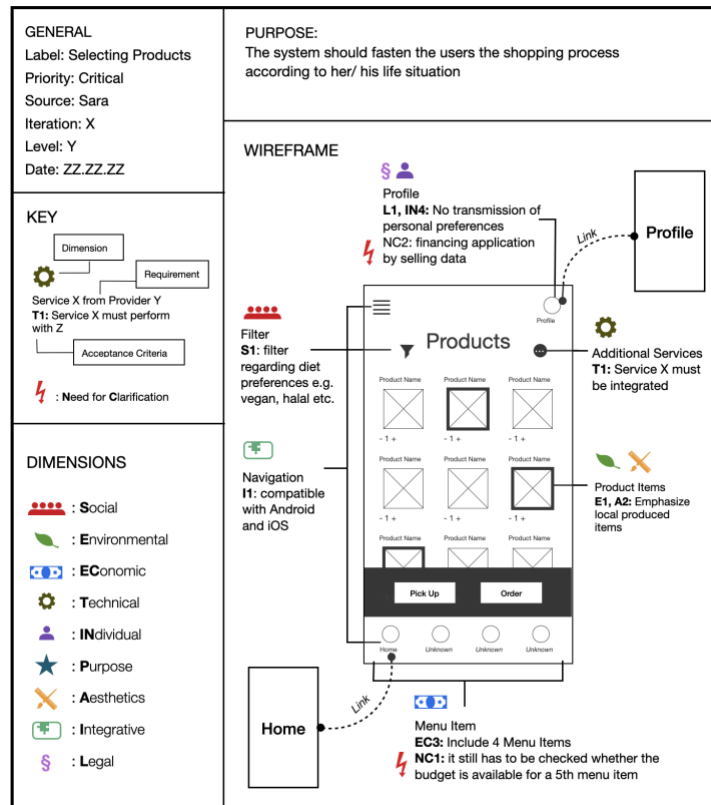 GENERAL
Label: Selecting Products
Priority: Critical
Source: Sara
Iteration: X
Level: Y
Date: ZZ.ZZ.ZZ
PURPOSE:
The system should fasten the users the shopping process
according to her/ his life situation
KEY
Dimension
Requirement
Service X from Provider Y
T1: Service X must perform
with Z
Acceptance Criteria
: Need for Clarification
DIMENSIONS
: Social
: Environmental
: EConomic
: Technical
: INdividual
: Purpose
: Aesthetics
: Integrative
§ : Legal
WIREFRAME
§
Profile
L1, IN4: No transmission of
personal preferences
NC2: financing application
by selling data
Link
Profile
Profile
Filter
S1: filter
regarding diet
preferences e.g.
vegan, halal etc.
Products
Additional Services
T1: Service X must
be integrated
Product Name
Product Name
Product Name
- 1 +
- 1 +
- 1 +
Navigation
I1: compatible
with Android
and iOS
Product Name
Product Name
Product Name
- 1 +
- 1 +
- 1 +
Product Items
E1, A2: Emphasize
local produced
items
Product Name
Product Name
Product Name
Pick Up
Order
Home
Unknown
Unknown
Unknown
Link
Home
Menu Item
EC3: Include 4 Menu Items
NC1: it still has to be checked whether the
budget is available for a 5th menu item